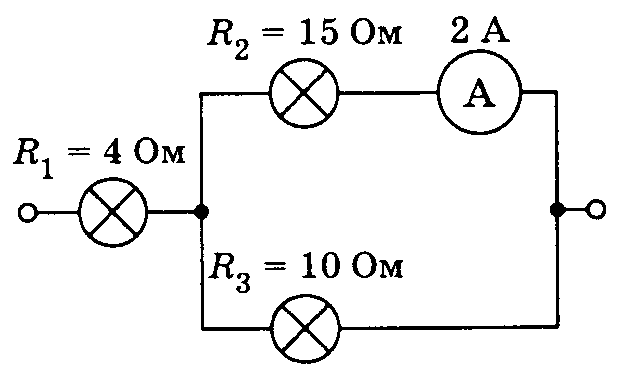 R₂ = 15 Ом
2 А
А
R₁ = 4 Ом
R₃ = 10 Ом